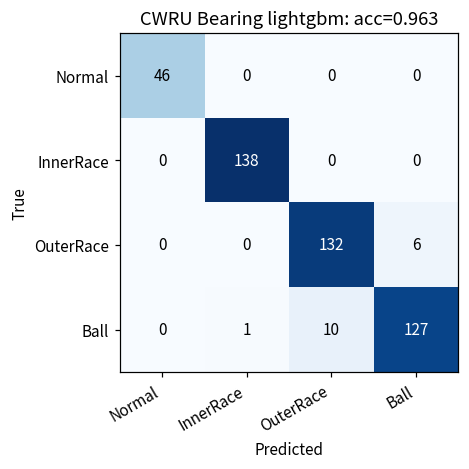 CWRU Bearing lightgbm: acc=0.963
True
Normal 46 0 0 0
InnerRace 0 138 0 0
OuterRace 0 0 132 6
Ball 0 1 10 127
Normal InnerRace OuterRace Ball
Predicted